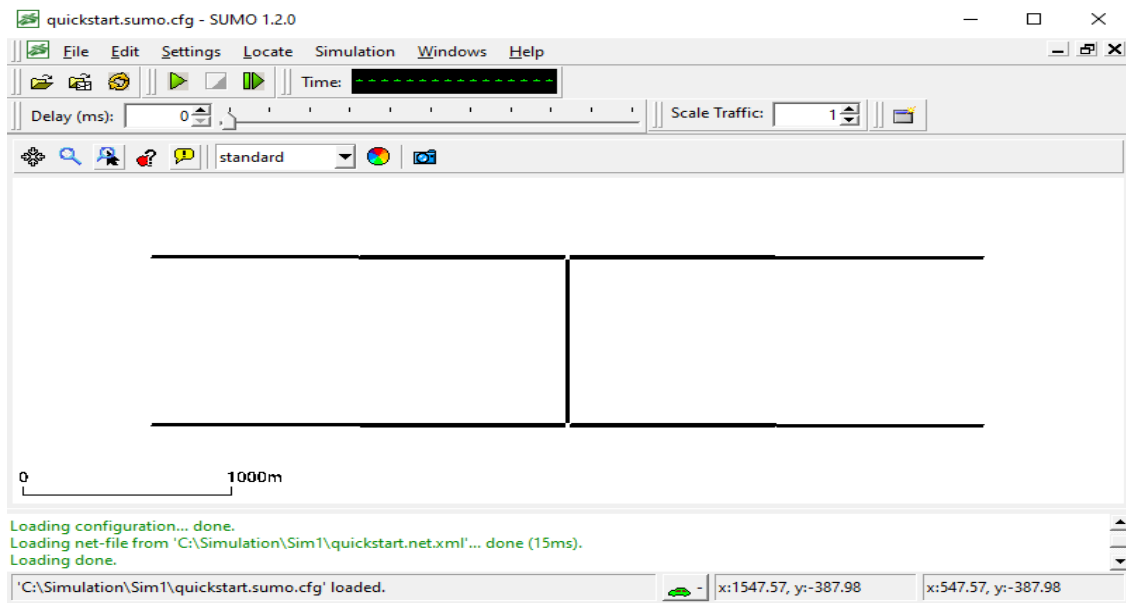 quickstart.sumo.cfg - SUMO 1.2.0
File Edit Settings Locate Simulation Windows Help
Time:
Delay (ms): 0 Scale Traffic: 1
standard
0 1000m
Loading configuration... done.
Loading net-file from 'C:\Simulation\Sim1\quickstart.net.xml'... done (15ms).
Loading done.
'C:\Simulation\Sim1\quickstart.sumo.cfg' loaded. - x:1547.57, y:-387.98 x:547.57, y:-387.98